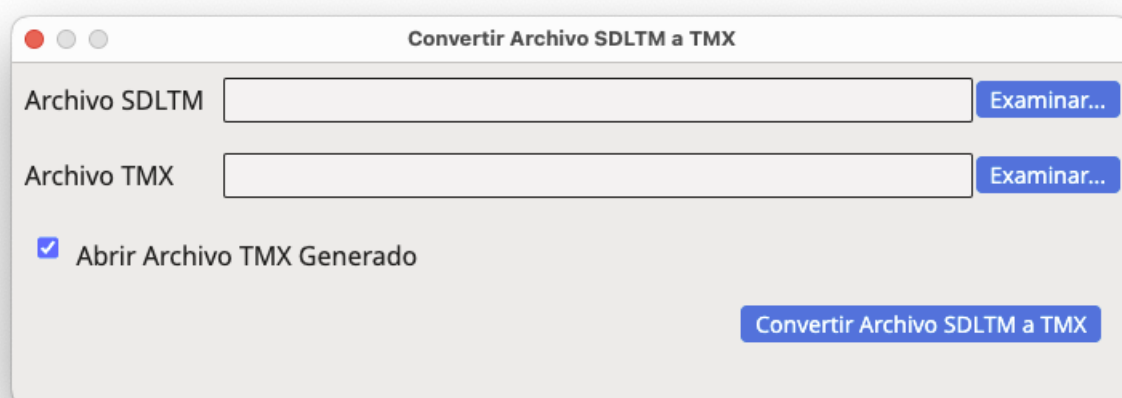 Convertir Archivo SDLTM a TMX
Archivo SDLTM Examinar...
Archivo TMX Examinar...
Abrir Archivo TMX Generado
Convertir Archivo SDLTM a TMX